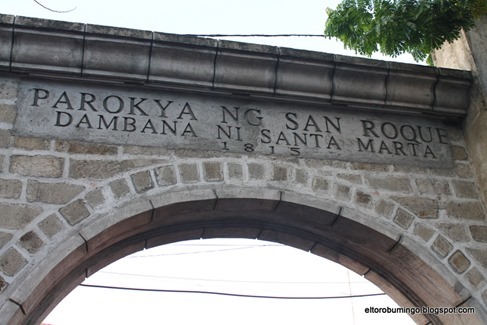 PAROKYA NG SAN ROQUE
DAMBANA NI SANTA MARTA
1815
eltorobumingo.blogspot.com